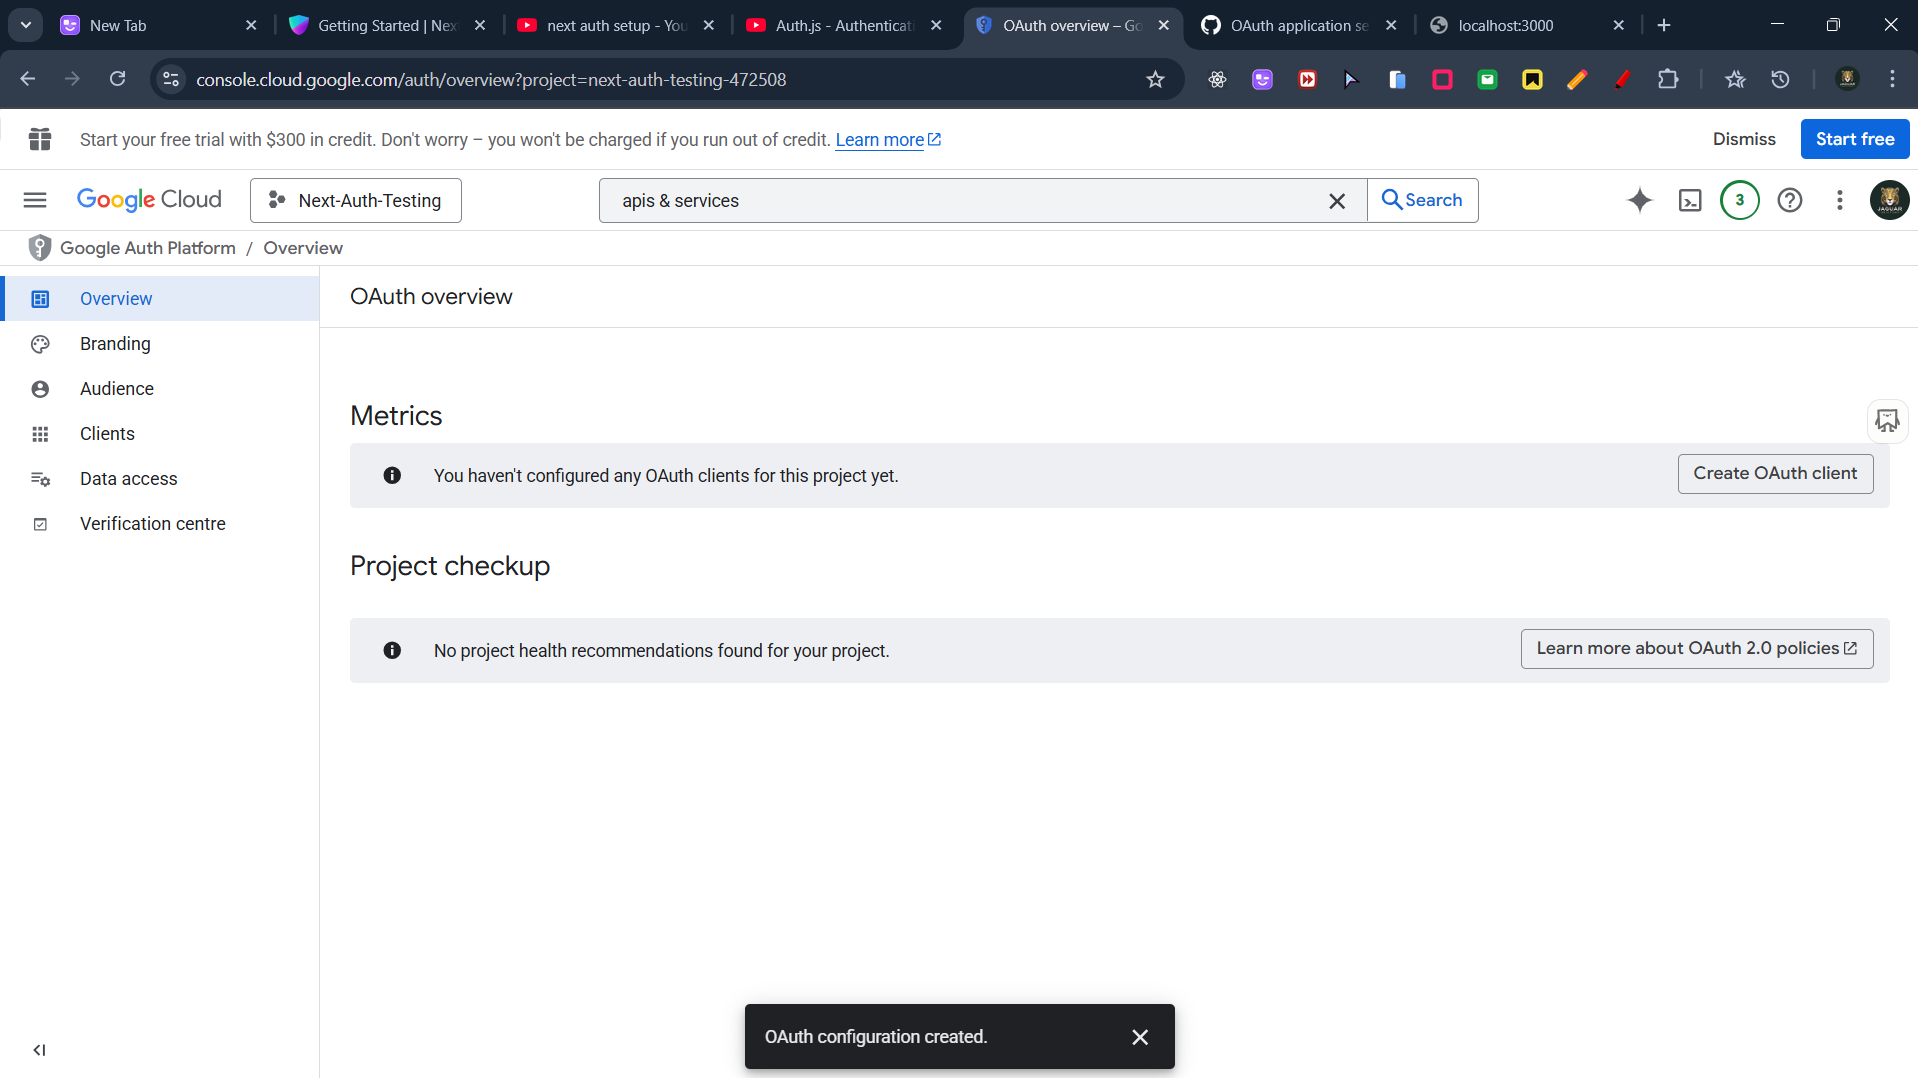 New Tab
Getting Started | Nex
next auth setup - You
Auth.js - Authenticati
OAuth overview – Go
OAuth application se
localhost:3000
console.cloud.google.com/auth/overview?project=next-auth-testing-472508
Start your free trial with $300 in credit. Don't worry – you won't be charged if you run out of credit. Learn more
Dismiss
Start free
Google Cloud
Next-Auth-Testing
apis & services
Search
3
Google Auth Platform / Overview
Overview
Branding
Audience
Clients
Data access
Verification centre
OAuth overview
Metrics
You haven't configured any OAuth clients for this project yet.
Create OAuth client
Project checkup
No project health recommendations found for your project.
Learn more about OAuth 2.0 policies
OAuth configuration created.